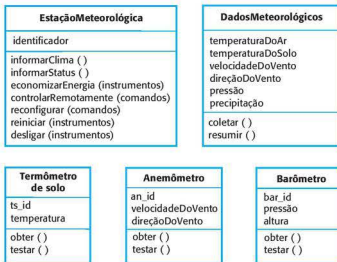 EstaçãoMeteorológica
identificador
informarClima ( )
informarStatus ( )
economizarEnergia (instrumentos)
controlarRemotamente (comandos)
reconfigurar (comandos)
reiniciar (instrumentos)
desligar (instrumentos)
DadosMeteorológicos
temperaturaDoAr
temperaturaDoSolo
velocidadeDoVento
direçãoDoVento
pressão
precipitação
coletar ( )
resumir ( )
Termômetro
de solo
ts_id
temperatura
obter ( )
testar ( )
Anemômetro
an_id
velocidadeDoVento
direçãoDoVento
obter ( )
testar ( )
Barômetro
bar_id
pressão
altura
obter ( )
testar ( )